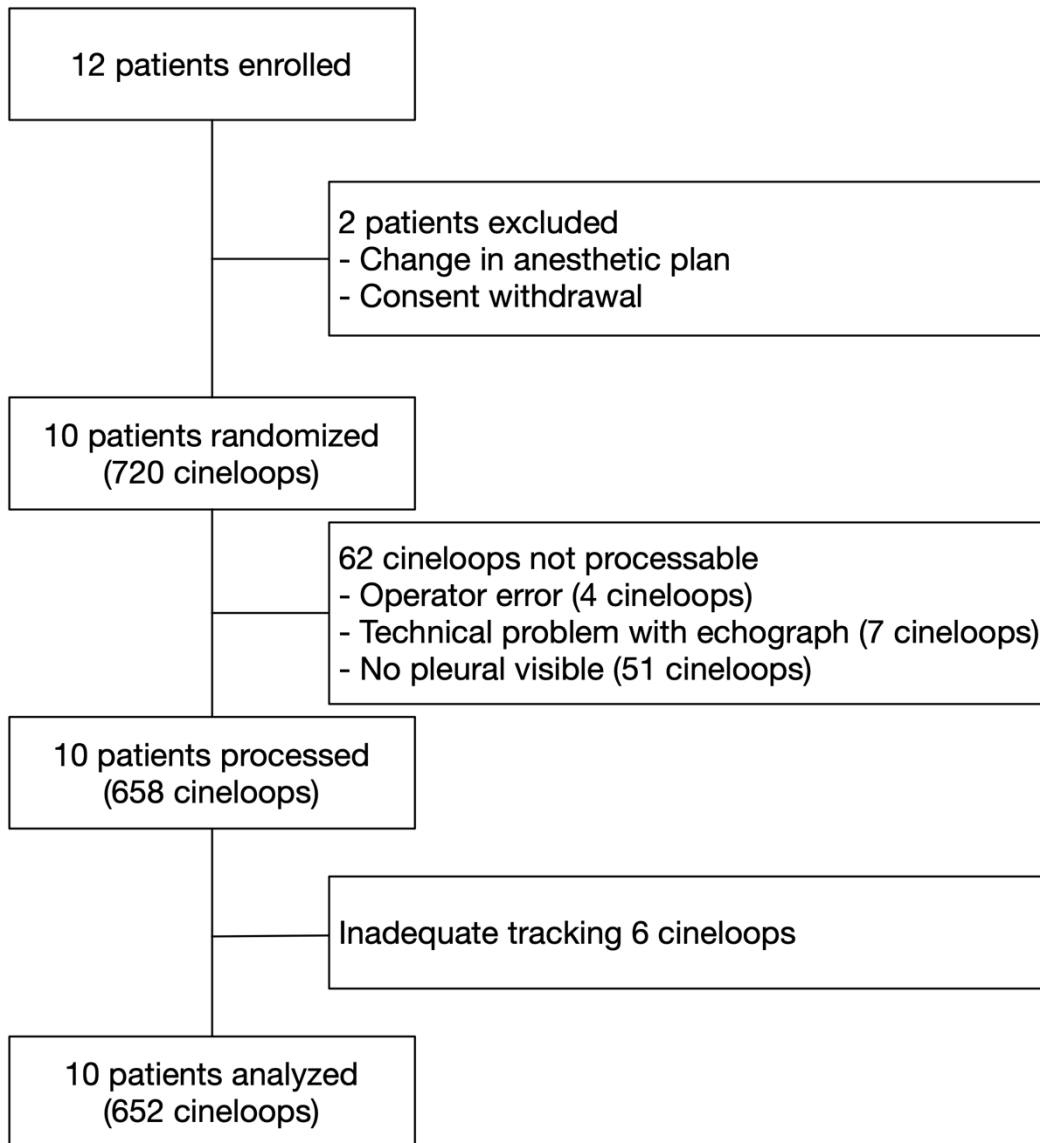 12 patients enrolled
2 patients excluded
- Change in anesthetic plan
- Consent withdrawal
10 patients randomized
(720 cineloops)
62 cineloops not processable
- Operator error (4 cineloops)
- Technical problem with echograph (7 cineloops)
- No pleural visible (51 cineloops)
10 patients processed
(658 cineloops)
Inadequate tracking 6 cineloops
10 patients analyzed
(652 cineloops)